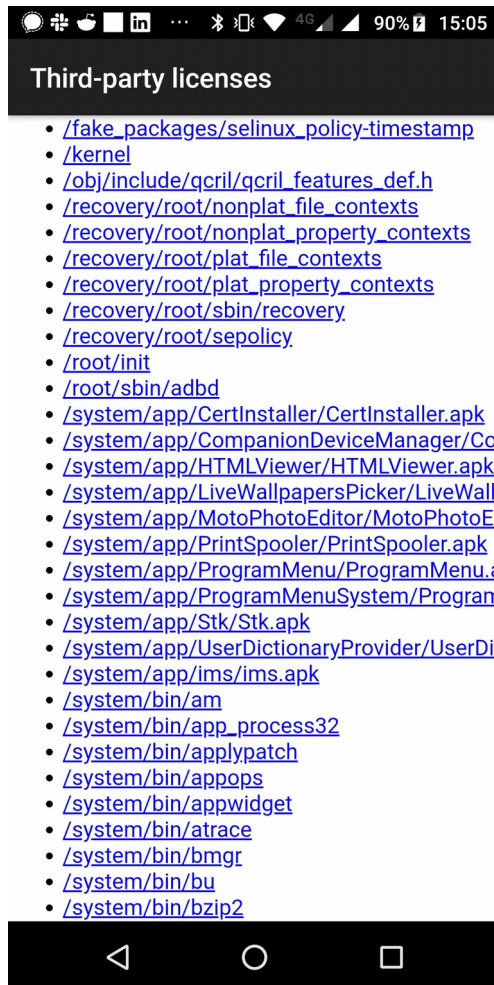 4G 90% 15:05
Third-party licenses
/fake_packages/selinux_policy-timestamp
/kernel
/obj/include/qcril/qcril_features_def.h
/recovery/root/nonplat_file_contexts
/recovery/root/nonplat_property_contexts
/recovery/root/plat_file_contexts
/recovery/root/plat_property_contexts
/recovery/root/sbin/recovery
/recovery/root/sepolicy
/root/init
/root/sbin/adbd
/system/app/CertInstaller/CertInstaller.apk
/system/app/CompanionDeviceManager/Co
/system/app/HTMLViewer/HTMLViewer.apk
/system/app/LiveWallpapersPicker/LiveWall
/system/app/MotoPhotoEditor/MotoPhotoE
/system/app/PrintSpooler/PrintSpooler.apk
/system/app/ProgramMenu/ProgramMenu.a
/system/app/ProgramMenuSystem/Program
/system/app/Stk/Stk.apk
/system/app/UserDictionaryProvider/UserDi
/system/app/ims/ims.apk
/system/bin/am
/system/bin/app_process32
/system/bin/applypatch
/system/bin/appops
/system/bin/appwidget
/system/bin/atrace
/system/bin/bmgr
/system/bin/bu
/system/bin/bzip2